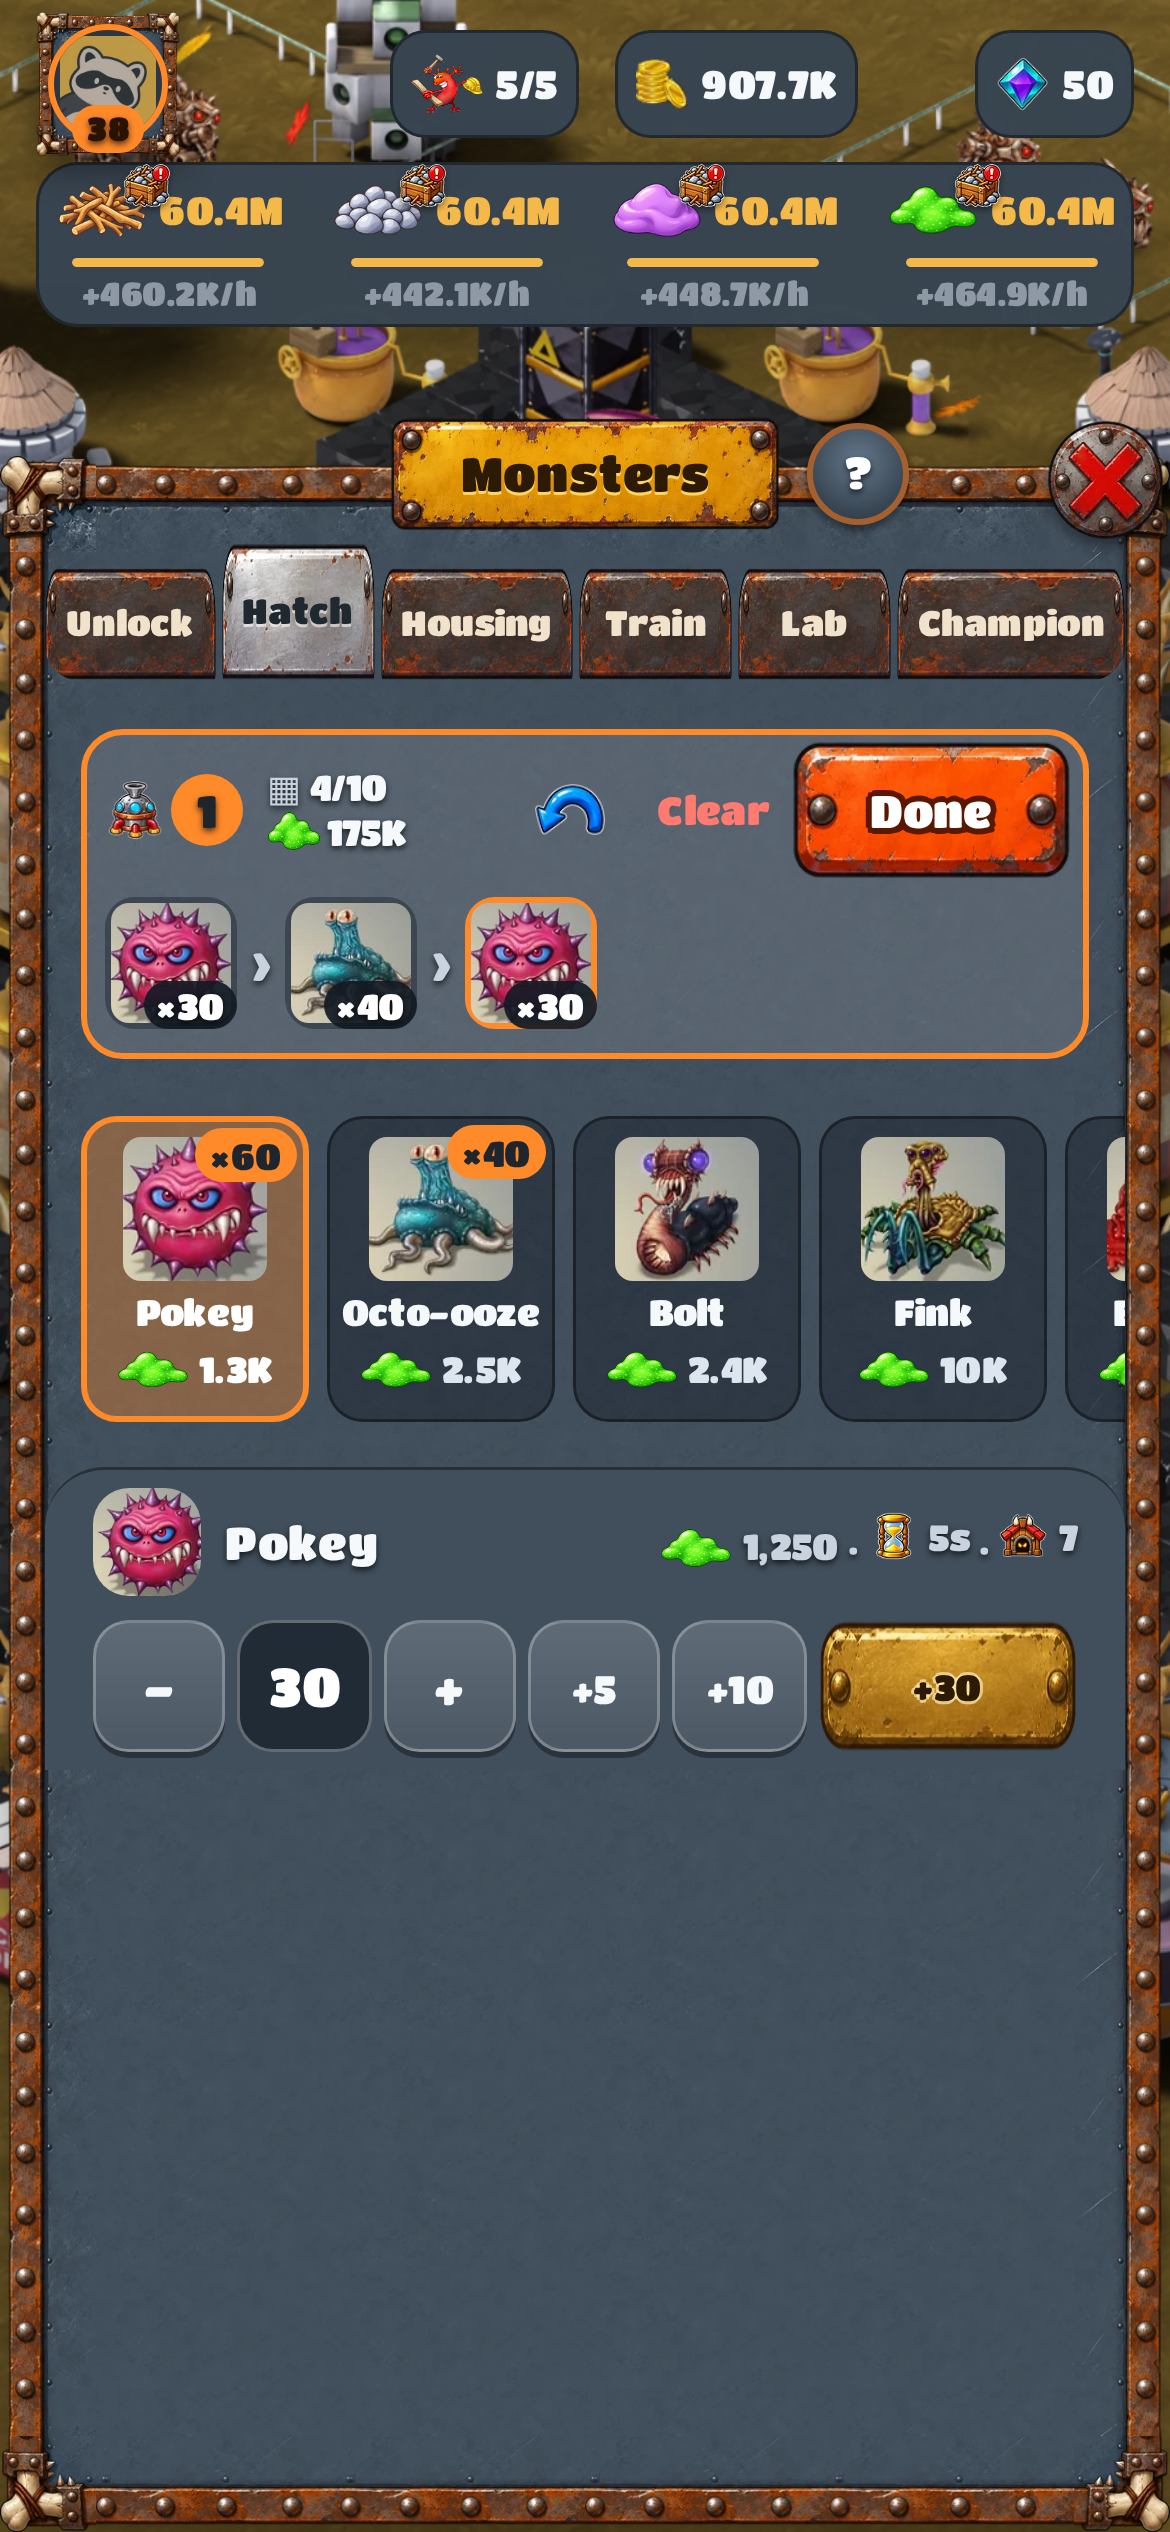 38
5/5
907.7K
50
60.4M
60.4M
60.4M
60.4M
+460.2K/h
+442.1K/h
+448.7K/h
+464.9K/h
Monsters
?
Unlock
Hatch
Housing
Train
Lab
Champion
1
4/10
175K
Clear
Done
×30
×40
×30
×60
×40
Pokey
Octo-ooze
Bolt
Fink
1.3K
2.5K
2.4K
10K
Pokey
1,250 · 5s · 7
-
30
+
+5
+10
+30